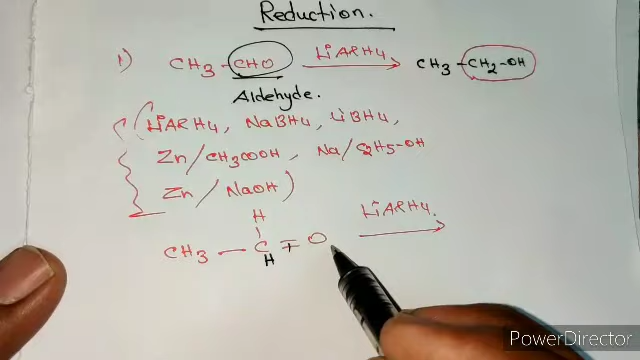 Reduction.
1) CH3-CHO LiAlH4 CH3-CH2-OH
Aldehyde.
(LiAlH4, NaBH4, LiBH4,
Zn/CH3COOH, Na/C2H5-OH
Zn/NaOH)
H LiAlH4.
CH3-C=O
H
PowerDirector